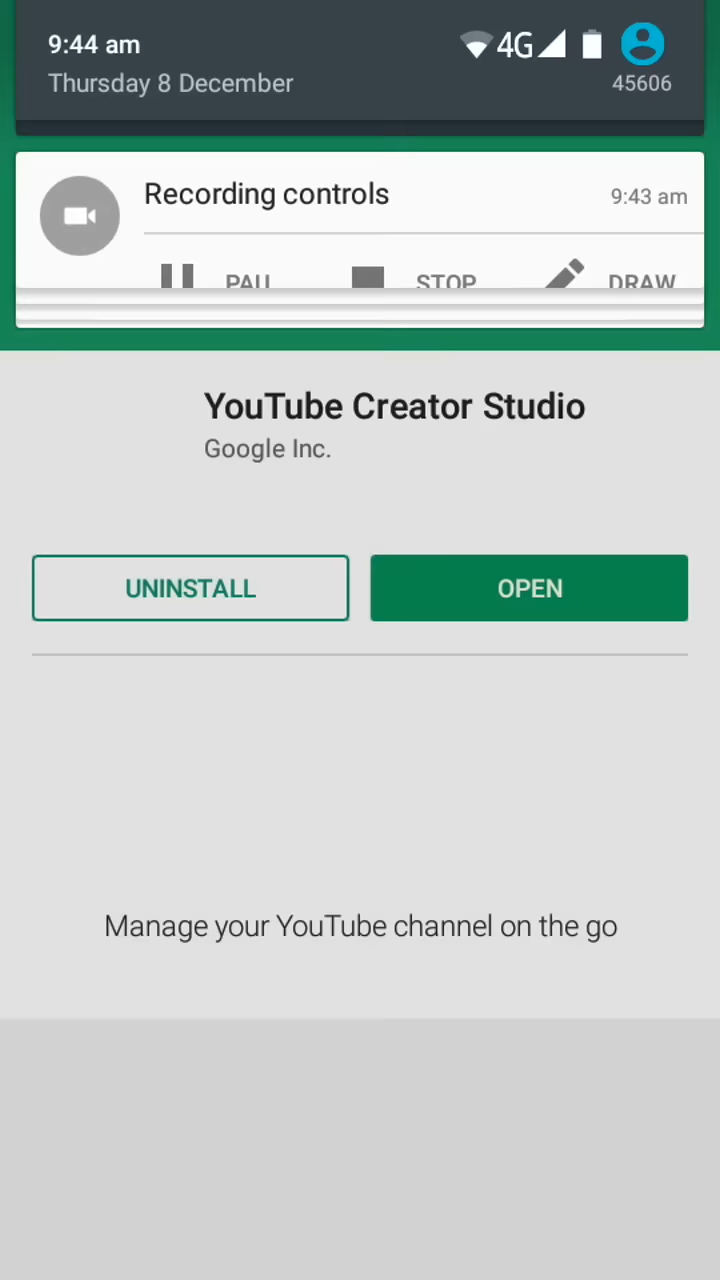 9:44 am
4G
Thursday 8 December
45606
Recording controls
9:43 am
STOP
DRAW
YouTube Creator Studio
Google Inc.
UNINSTALL
OPEN
Manage your YouTube channel on the go